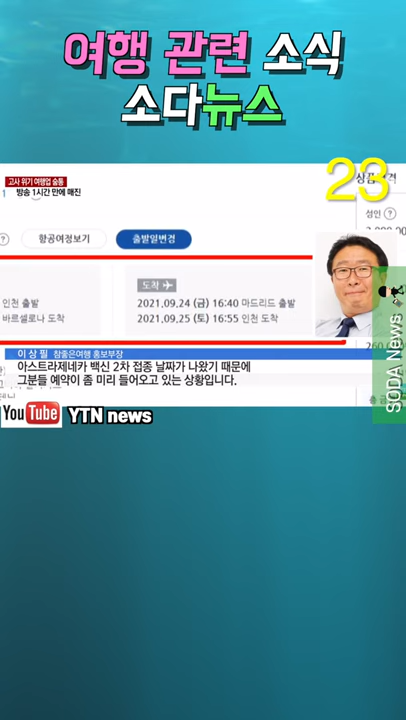 여행 관련 소식
소다뉴스
고사 위기 여행업 숨통
방송 1시간 만에 매진
23
성인 ?
?
항공여정보기
출발일변경
도착
인천 출발
2021.09.24 (금) 16:40 마드리드 출발
바르셀로나 도착
2021.09.25 (토) 16:55 인천 도착
260,0
SODA News
이 상 필 참좋은여행 홍보부장
아스트라제네카 백신 2차 접종 날짜가 나왔기 때문에
그분들 예약이 좀 미리 들어오고 있는 상황입니다.
YouTube YTN news